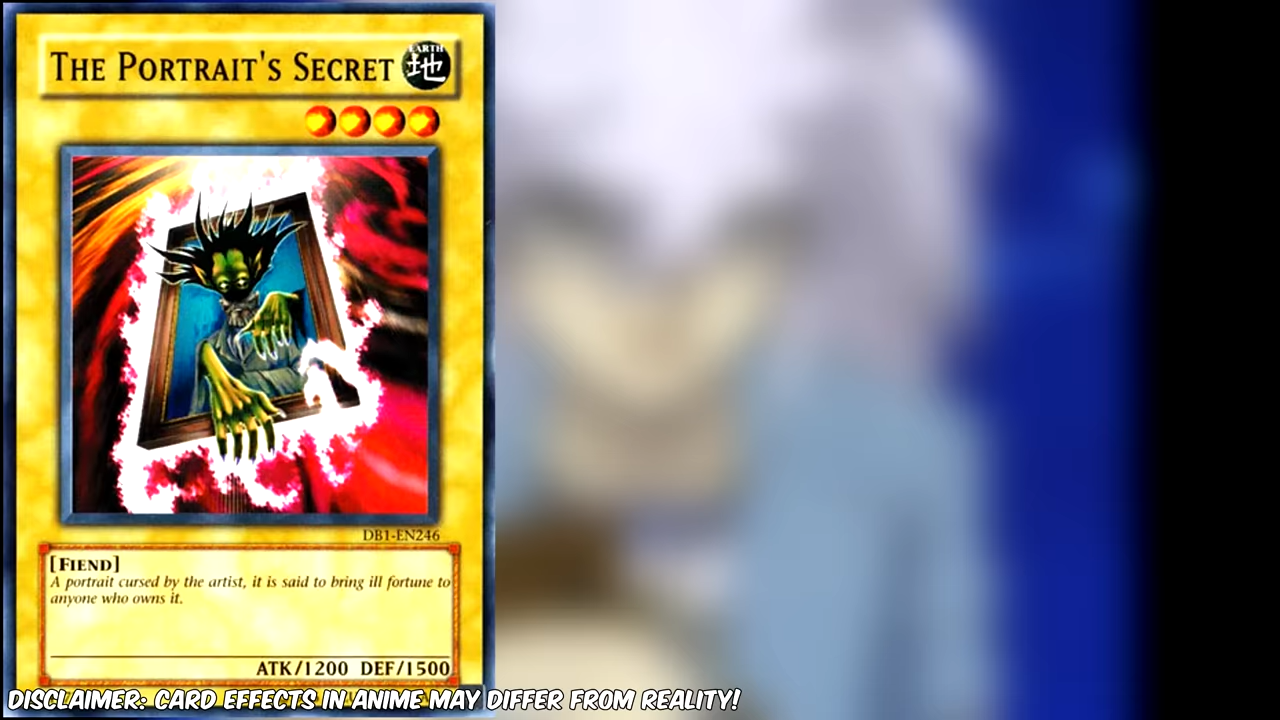 THE PORTRAIT'S SECRET
EARTH
地
DB1-EN246
[FIEND]
A portrait cursed by the artist, it is said to bring ill fortune to
anyone who owns it.
ATK/1200 DEF/1500
DISCLAIMER: CARD EFFECTS IN ANIME MAY DIFFER FROM REALITY!